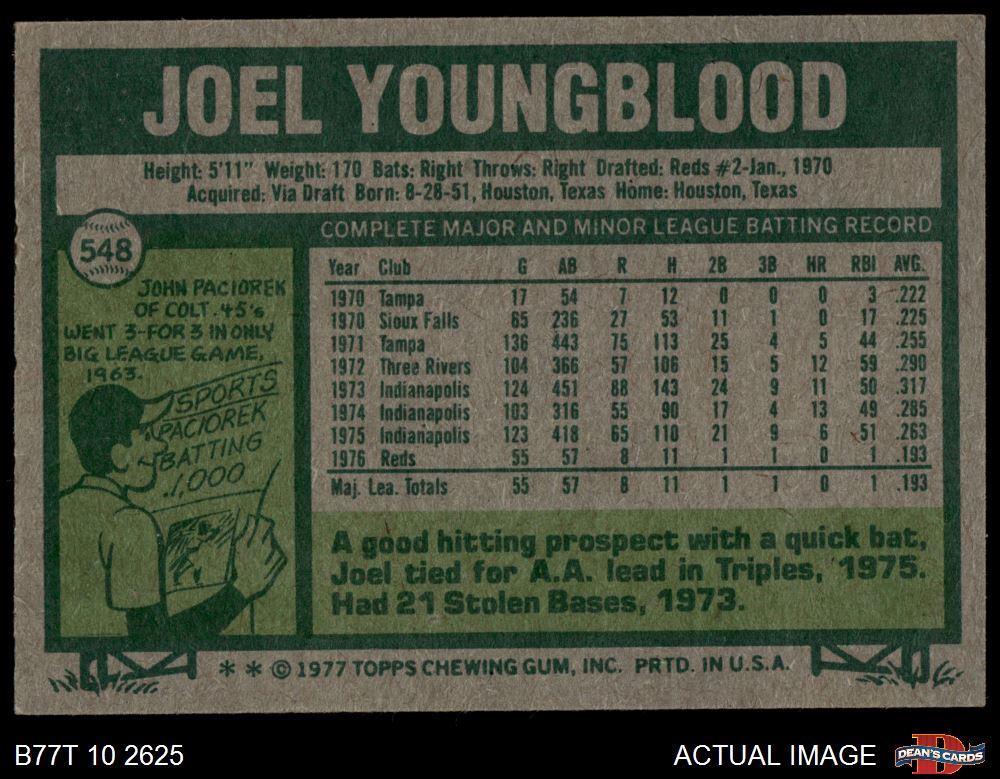 JOEL YOUNGBLOOD
Height: 5'11" Weight: 170 Bats: Right Throws: Right Drafted: Reds #2-Jan., 1970
Acquired: Via Draft Born: 8-28-51, Houston, Texas Home: Houston, Texas
548
JOHN PACIOREK
OF COLT .45's
WENT 3-FOR 3 IN ONLY
BIG LEAGUE GAME,
1963.
SPORTS
PACIOREK
BATTING
1,000
COMPLETE MAJOR AND MINOR LEAGUE BATTING RECORD
Year Club G AB R H 2B 3B HR RBI AVG.
1970 Tampa 17 54 7 12 0 0 0 3 .222
1970 Sioux Falls 65 236 27 53 11 1 0 17 .225
1971 Tampa 136 443 75 113 25 4 5 44 .255
1972 Three Rivers 104 366 57 106 15 5 12 59 .290
1973 Indianapolis 124 451 88 143 24 9 11 50 .317
1974 Indianapolis 103 316 55 90 17 4 13 49 .285
1975 Indianapolis 123 418 65 110 21 9 6 51 .263
1976 Reds 55 57 8 11 1 1 0 1 .193
Maj. Lea. Totals 55 57 8 11 1 1 0 1 .193
A good hitting prospect with a quick bat,
Joel tied for A.A. lead in Triples, 1975.
Had 21 Stolen Bases, 1973.
* * © 1977 TOPPS CHEWING GUM, INC. PRTD. IN U.S.A.
B77T 10 2625
ACTUAL IMAGE
D
DEAN'S CARDS